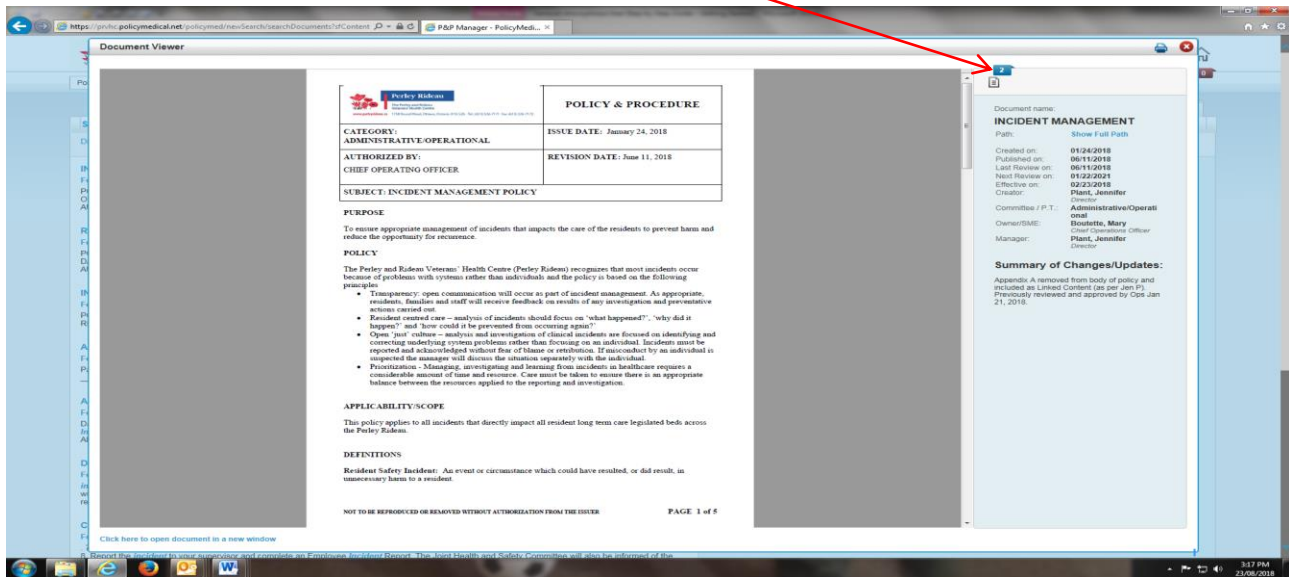 https://prvhc.policymedical.net/policymed/newSearch/searchDocuments?sfContent
P&P Manager - PolicyMedi...
Document Viewer
2
Perley Rideau
POLICY & PROCEDURE
CATEGORY:
ADMINISTRATIVE/OPERATIONAL
ISSUE DATE: January 24, 2018
AUTHORIZED BY:
CHIEF OPERATING OFFICER
REVISION DATE: June 11, 2018
SUBJECT: INCIDENT MANAGEMENT POLICY
PURPOSE
To ensure appropriate management of incidents that impacts the care of the residents to prevent harm and
reduce the opportunity for recurrence.
POLICY
The Perley and Rideau Veterans' Health Centre (Perley Rideau) recognizes that most incidents occur
because of problems with systems rather than individuals and the policy is based on the following
principles
• Transparency: open communication will occur as part of incident management. As appropriate,
residents, families and staff will receive feedback on results of any investigation and preventative
actions carried out.
• Resident centred care – analysis of incidents should focus on 'what happened?', 'why did it
happen?' and 'how could it be prevented from occurring again?'
• Open 'just' culture – analysis and investigation of clinical incidents are focused on identifying and
correcting underlying system problems rather than focusing on an individual. Incidents must be
reported and acknowledged without fear of blame or retribution. If misconduct by an individual is
suspected the manager will discuss the situation separately with the individual.
• Prioritization - Managing, investigating and learning from incidents in healthcare requires a
considerable amount of time and resource. Care must be taken to ensure there is an appropriate
balance between the resources applied to the reporting and investigation.
APPLICABILITY/SCOPE
This policy applies to all incidents that directly impact all resident long term care legislated beds across
the Perley Rideau.
DEFINITIONS
Resident Safety Incident: An event or circumstance which could have resulted, or did result, in
unnecessary harm to a resident.
NOT TO BE REPRODUCED OR REMOVED WITHOUT AUTHORIZATION FROM THE ISSUER
PAGE 1 of 5
Document name:
INCIDENT MANAGEMENT
Path: Show Full Path
Created on: 01/24/2018
Published on: 06/11/2018
Last Review on: 06/11/2018
Next Review on: 01/22/2021
Effective on: 02/23/2018
Creator: Plant, Jennifer
Director
Committee / P.T.: Administrative/Operati
onal
Owner/SME: Boutette, Mary
Chief Operations Officer
Manager: Plant, Jennifer
Director
Summary of Changes/Updates:
Appendix A removed from body of policy and
included as Linked Content (as per Jen P).
Previously reviewed and approved by Ops Jan
21, 2018.
Click here to open document in a new window
8. Report the incident to your supervisor and complete an Employee Incident Report. The Joint Health and Safety Committee will also be informed of the
3:17 PM
23/08/2018